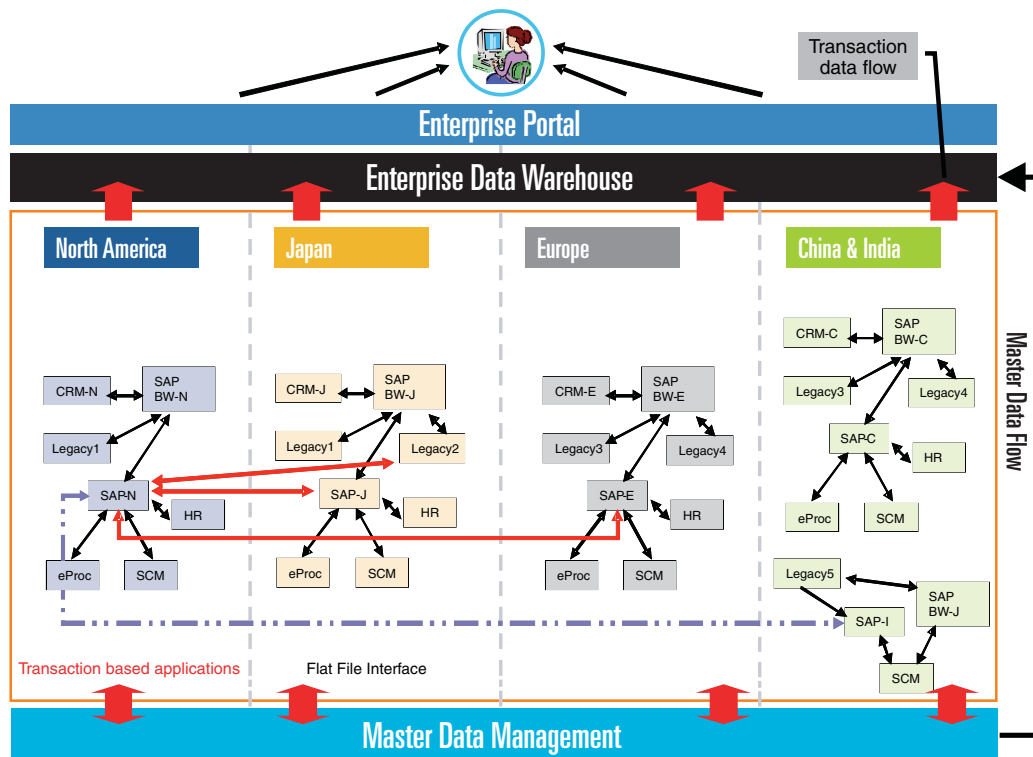 Transaction
data flow
Enterprise Portal
Enterprise Data Warehouse
North America
Japan
Europe
China & India
CRM-N
SAP
BW-N
Legacy1
SAP-N
HR
eProc
SCM
CRM-J
SAP
BW-J
Legacy1
Legacy2
SAP-J
HR
eProc
SCM
CRM-E
SAP
BW-E
Legacy3
Legacy4
SAP-E
HR
eProc
SCM
CRM-C
SAP
BW-C
Legacy3
Legacy4
SAP-C
HR
eProc
SCM
Legacy5
SAP
BW-J
SAP-I
SCM
Master Data Flow
Transaction based applications
Flat File Interface
Master Data Management